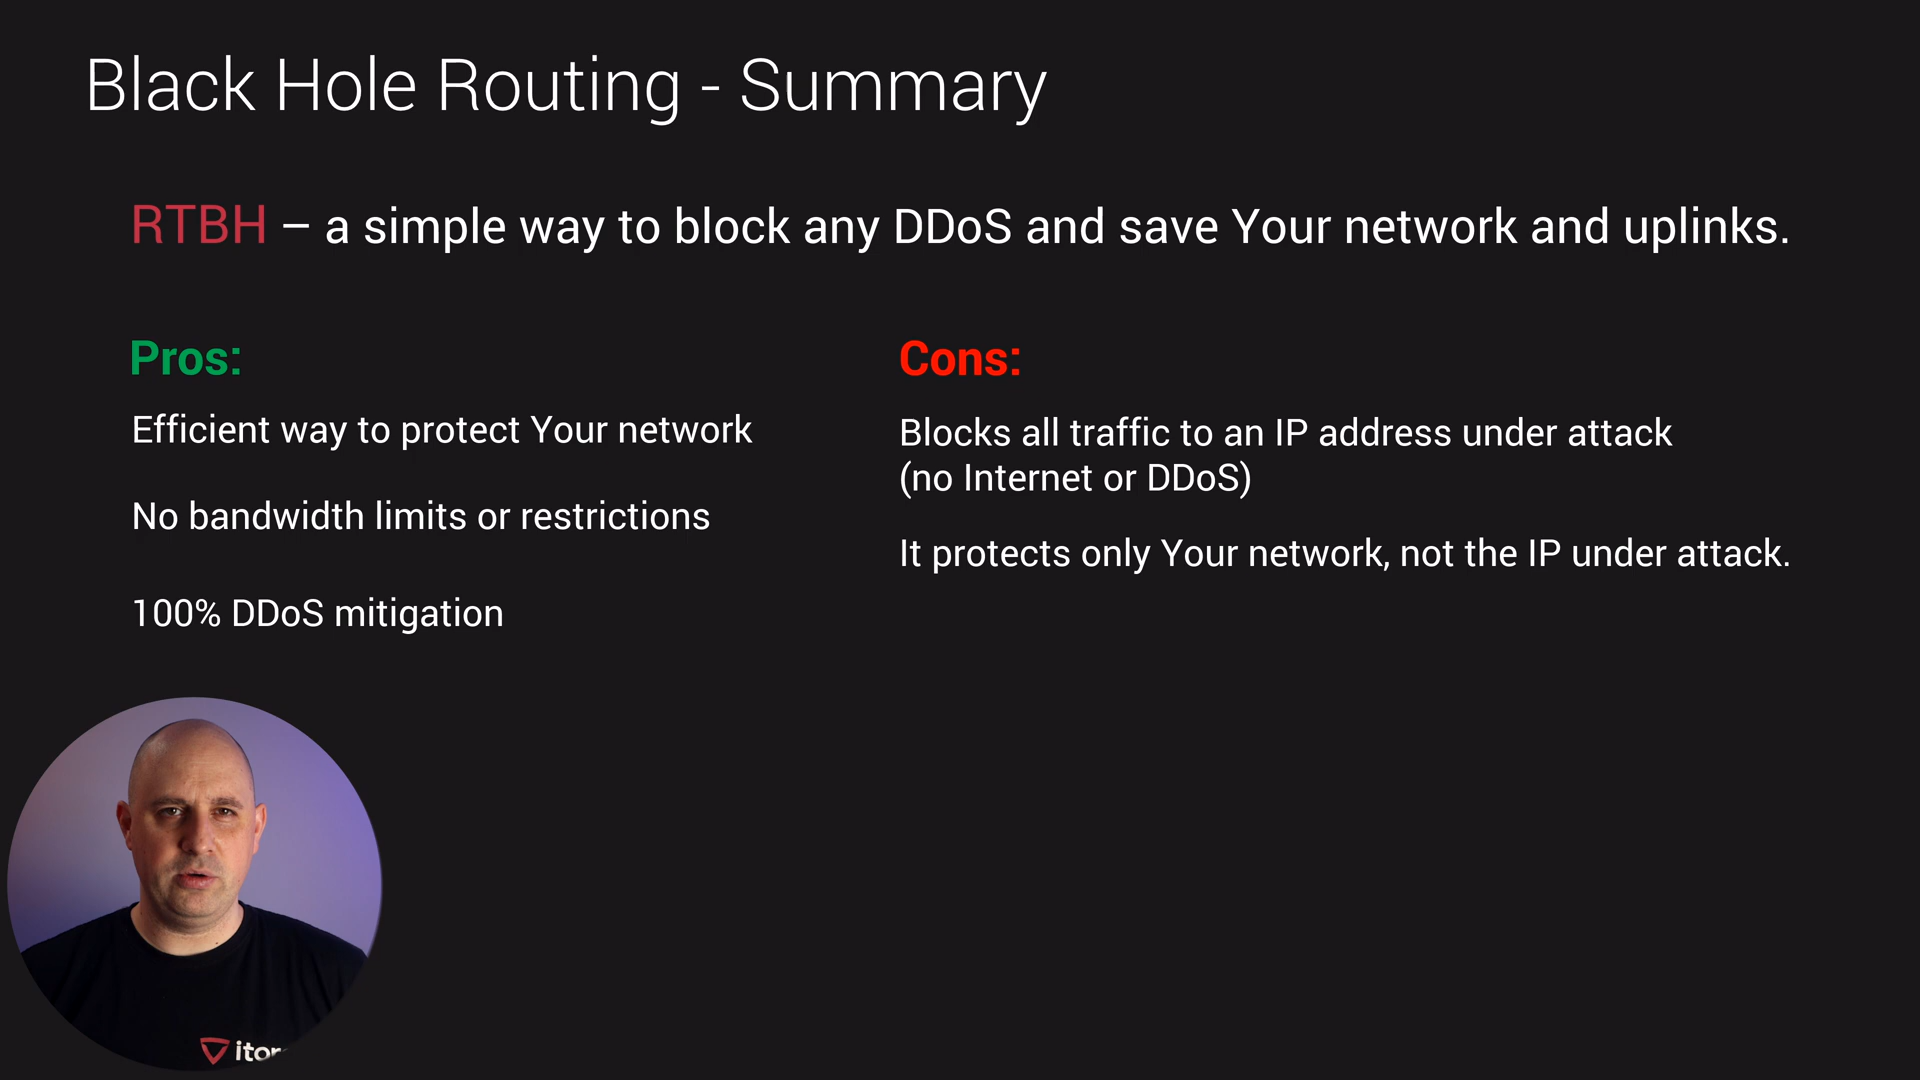 Black Hole Routing - Summary
RTBH – a simple way to block any DDoS and save Your network and uplinks.
Pros:
Efficient way to protect Your network
No bandwidth limits or restrictions
100% DDoS mitigation
Cons:
Blocks all traffic to an IP address under attack
(no Internet or DDoS)
It protects only Your network, not the IP under attack.